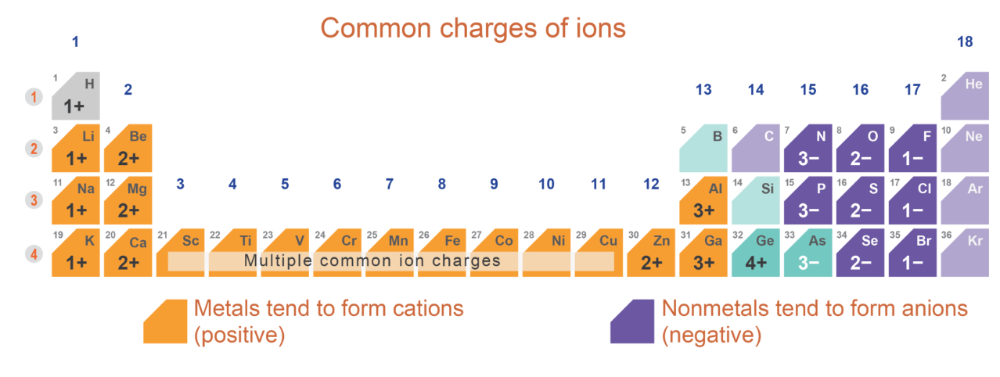 Common charges of ions
1 18
1 H 2 13 14 15 16 17 2 He
1 1+
3 Li 4 Be 5 B 6 C 7 N 8 O 9 F 10 Ne
2 1+ 2+ 3− 2− 1−
11 Na 12 Mg 3 4 5 6 7 8 9 10 11 12 13 Al 14 Si 15 P 16 S 17 Cl 18 Ar
3 1+ 2+ 3+ 3− 2− 1−
19 K 20 Ca 21 Sc 22 Ti 23 V 24 Cr 25 Mn 26 Fe 27 Co 28 Ni 29 Cu 30 Zn 31 Ga 32 Ge 33 As 34 Se 35 Br 36 Kr
4 1+ 2+ Multiple common ion charges 2+ 3+ 4+ 3− 2− 1−
Metals tend to form cations
(positive)
Nonmetals tend to form anions
(negative)